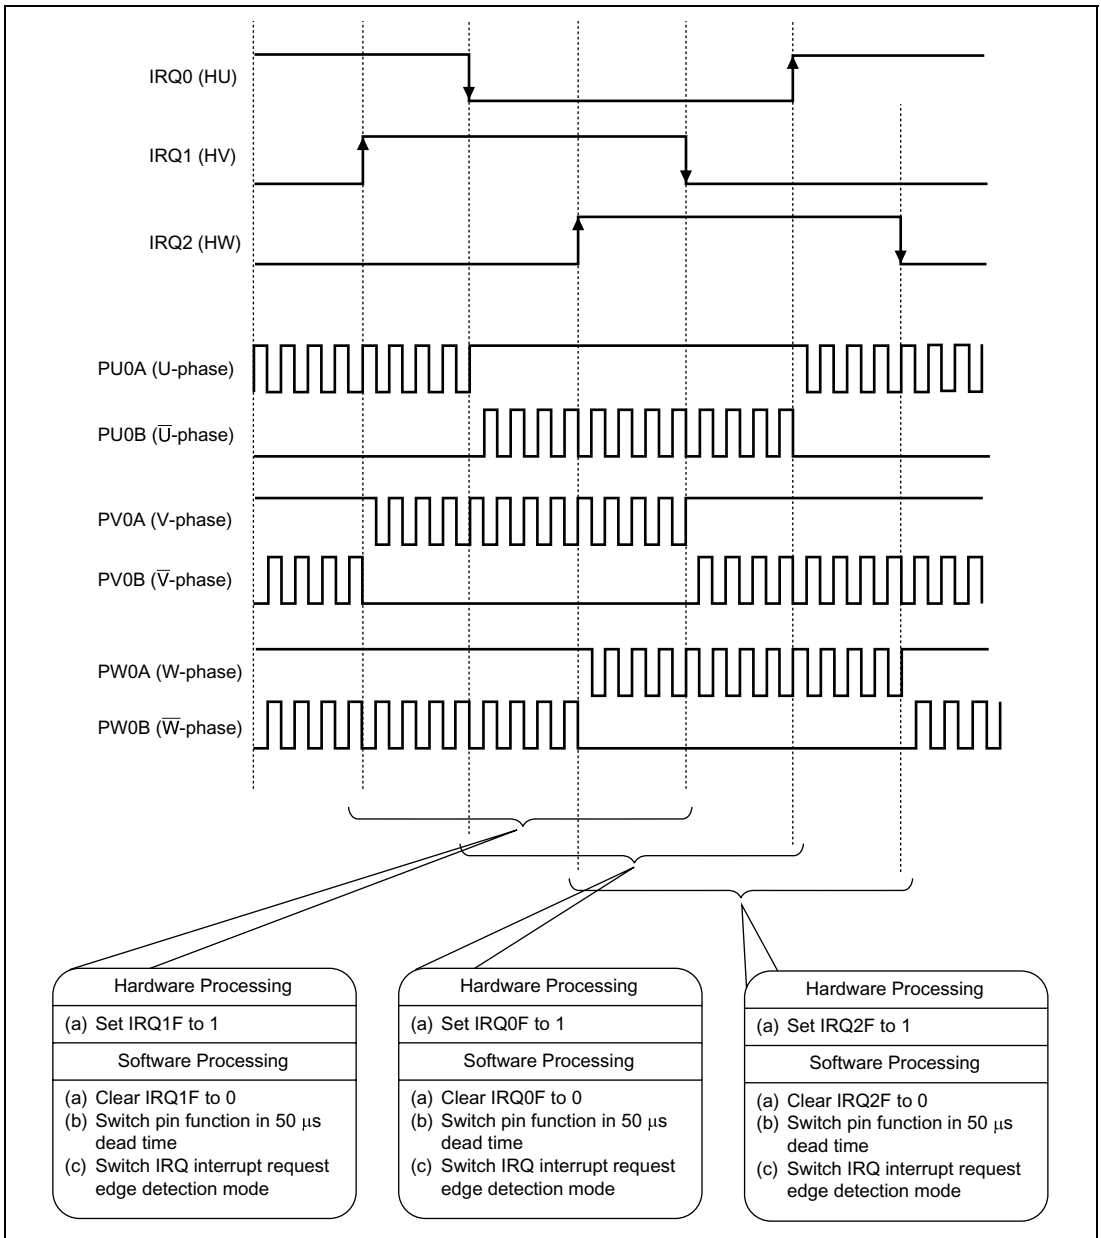 IRQ0 (HU)
IRQ1 (HV)
IRQ2 (HW)
PU0A (U-phase)
PU0B (U̅-phase)
PV0A (V-phase)
PV0B (V̅-phase)
PW0A (W-phase)
PW0B (W̅-phase)
Hardware Processing
(a) Set IRQ1F to 1
Software Processing
(a) Clear IRQ1F to 0
(b) Switch pin function in 50 μs
dead time
(c) Switch IRQ interrupt request
edge detection mode
Hardware Processing
(a) Set IRQ0F to 1
Software Processing
(a) Clear IRQ0F to 0
(b) Switch pin function in 50 μs
dead time
(c) Switch IRQ interrupt request
edge detection mode
Hardware Processing
(a) Set IRQ2F to 1
Software Processing
(a) Clear IRQ2F to 0
(b) Switch pin function in 50 μs
dead time
(c) Switch IRQ interrupt request
edge detection mode